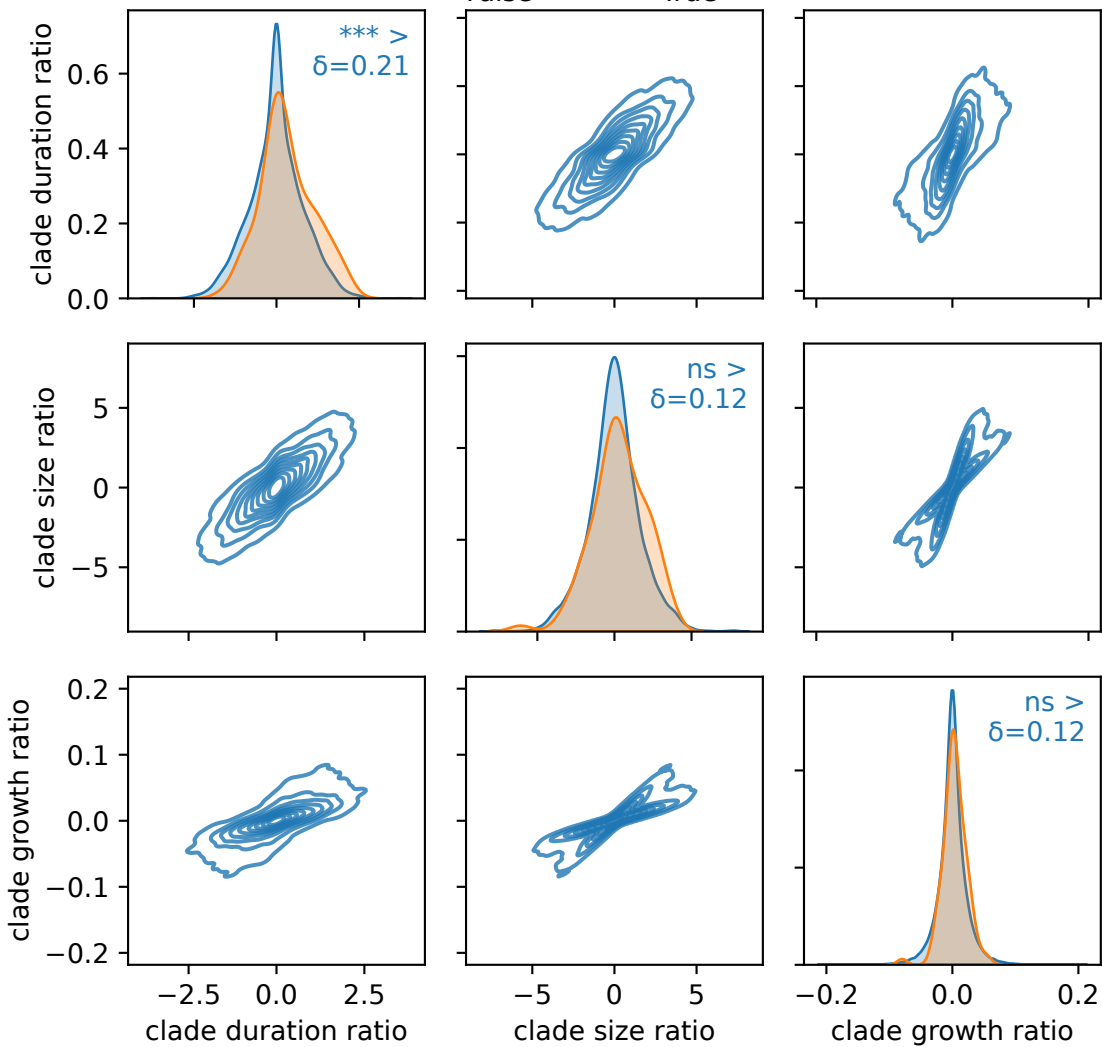 clade duration ratio
0.6
0.4
0.2
0.0
*** >
δ=0.21
clade size ratio
5
0
−5
ns >
δ=0.12
clade growth ratio
0.2
0.1
0.0
−0.1
−0.2
ns >
δ=0.12
−2.5 0.0 2.5
−5 0 5
−0.2 0.0 0.2
clade duration ratio
clade size ratio
clade growth ratio